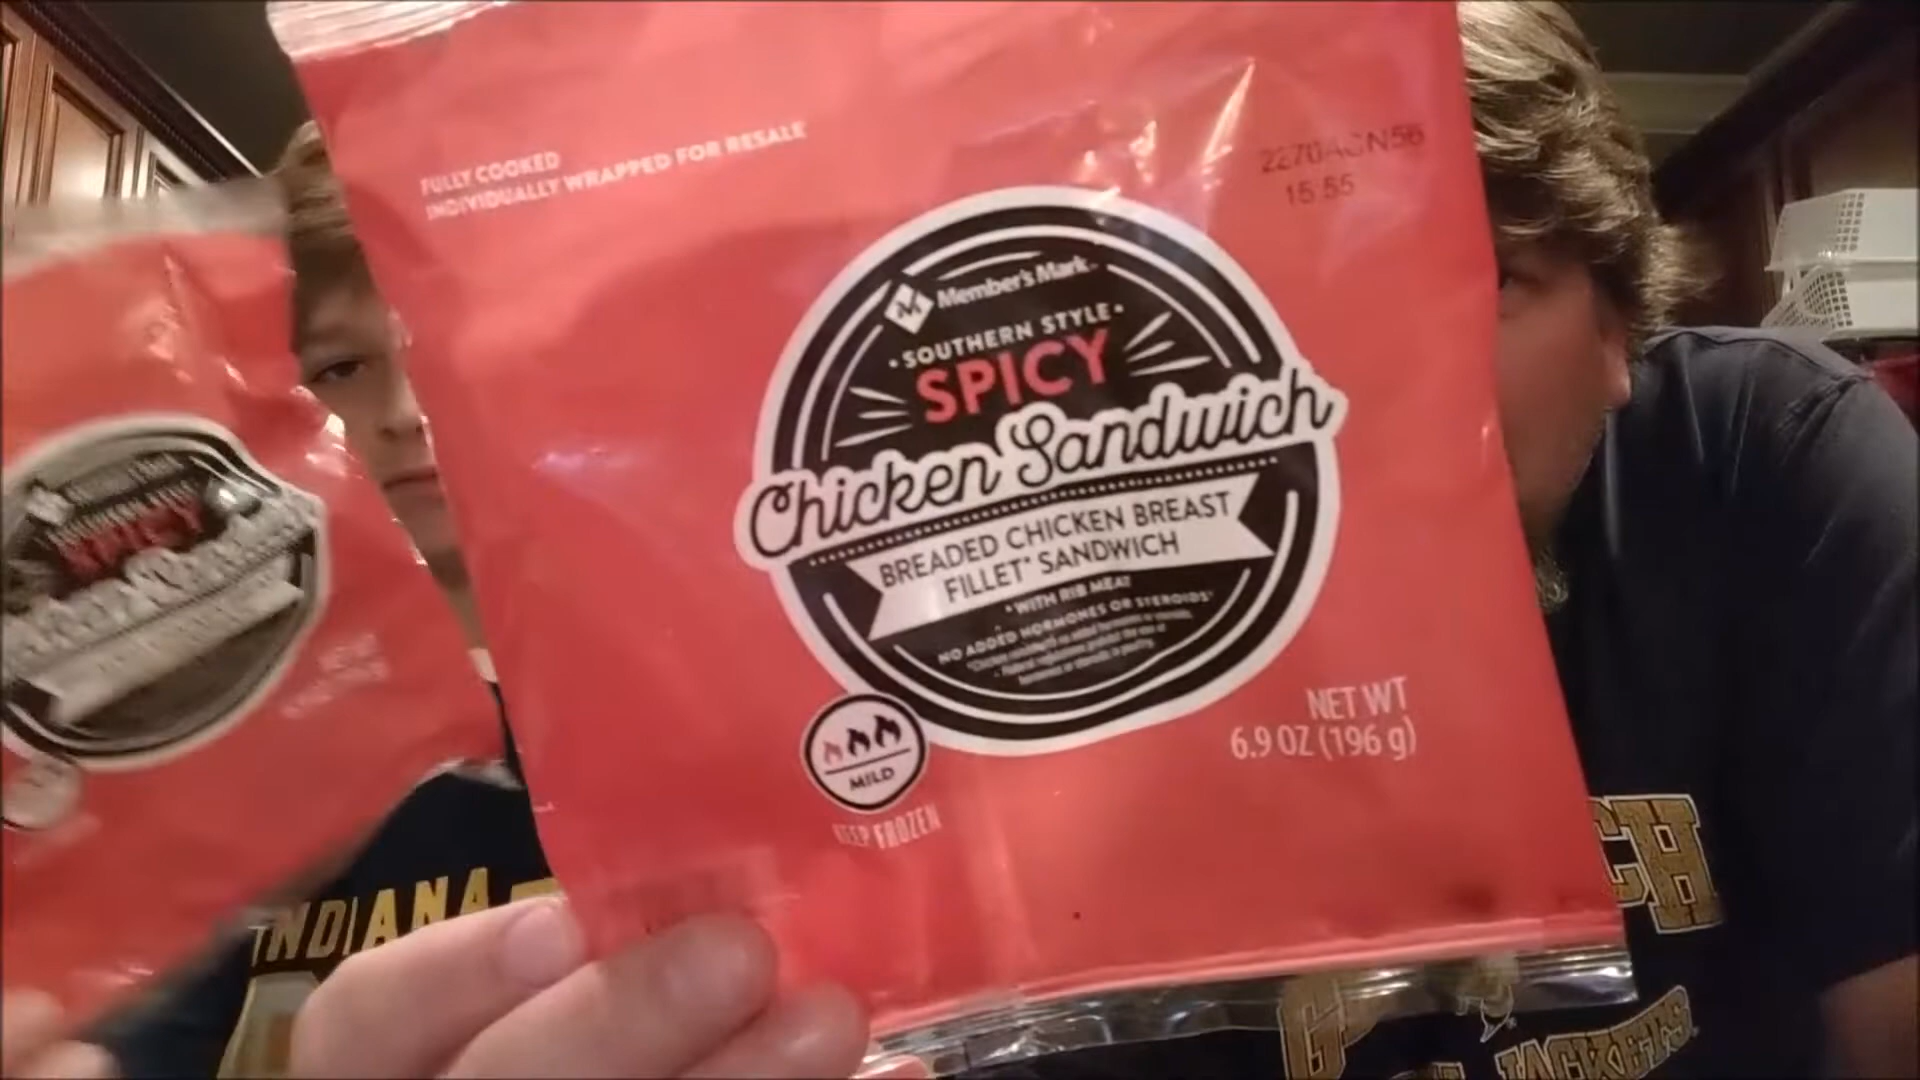 FULLY COOKED
INDIVIDUALLY WRAPPED FOR RESALE
15 55
Member's Mark
• SOUTHERN STYLE •
SPICY
Chicken Sandwich
BREADED CHICKEN BREAST
FILLET* SANDWICH
*WITH RIB MEAT
NO ADDED HORMONES OR STEROIDS*
MILD
KEEP FROZEN
NET WT
6.9 OZ (196 g)
SPICY
INDIANA
CH
JACKETS